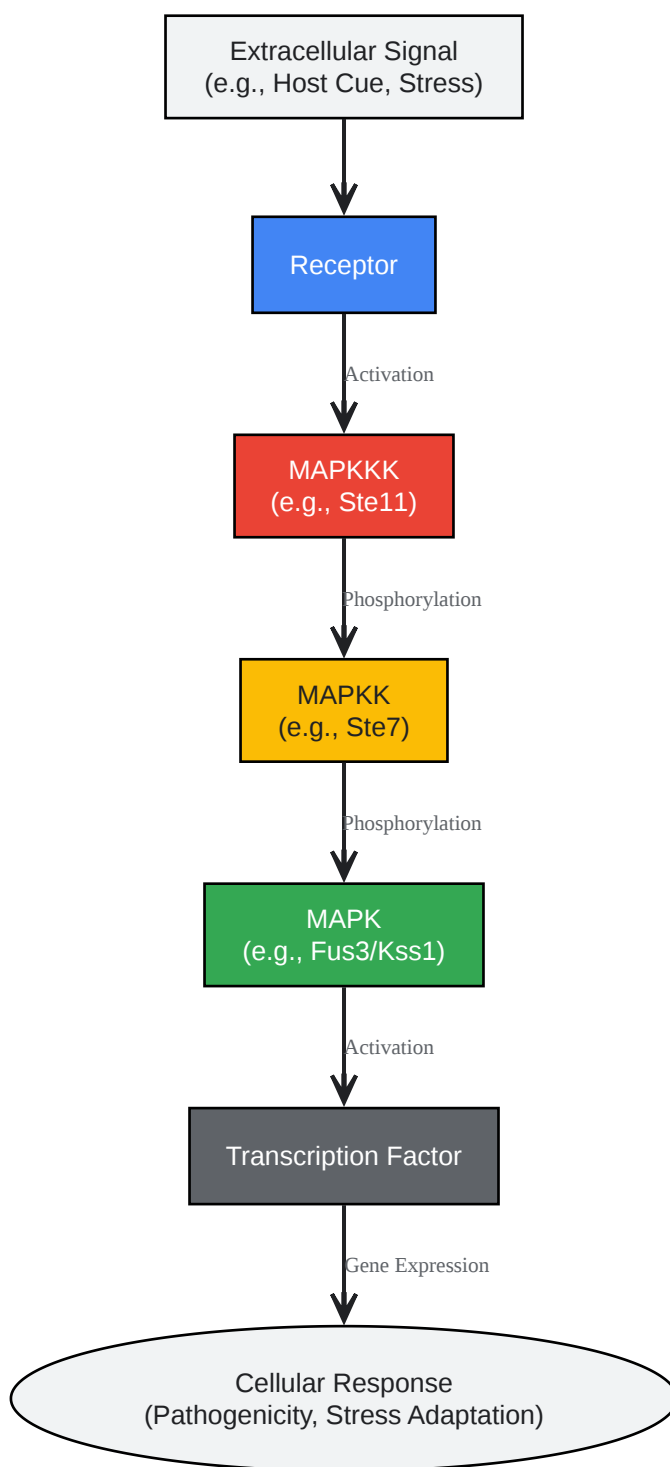 Extracellular Signal
(e.g., Host Cue, Stress)
Receptor
Activation
MAPKKK
(e.g., Ste11)
Phosphorylation
MAPKK
(e.g., Ste7)
Phosphorylation
MAPK
(e.g., Fus3/Kss1)
Activation
Transcription Factor
Gene Expression
Cellular Response
(Pathogenicity, Stress Adaptation)